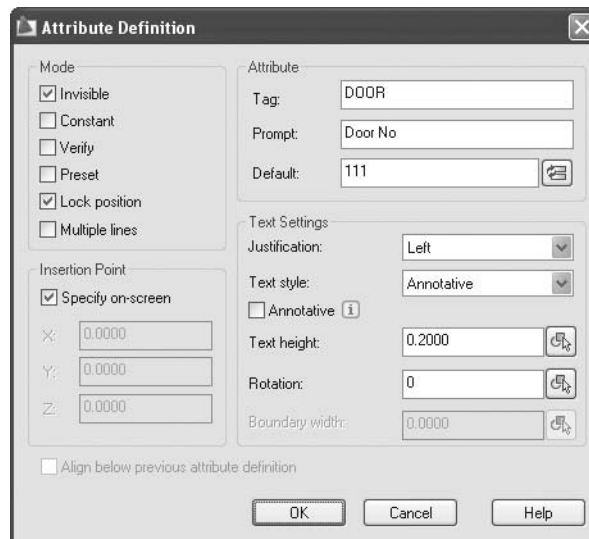 Attribute Definition
Mode
Invisible
Constant
Verify
Preset
Lock position
Multiple lines
Insertion Point
Specify on-screen
X: 0.0000
Y: 0.0000
Z: 0.0000
Attribute
Tag: DOOR
Prompt: Door No
Default: 111
Text Settings
Justification: Left
Text style: Annotative
Annotative i
Text height: 0.2000
Rotation: 0
Boundary width: 0.0000
Align below previous attribute definition
OK Cancel Help